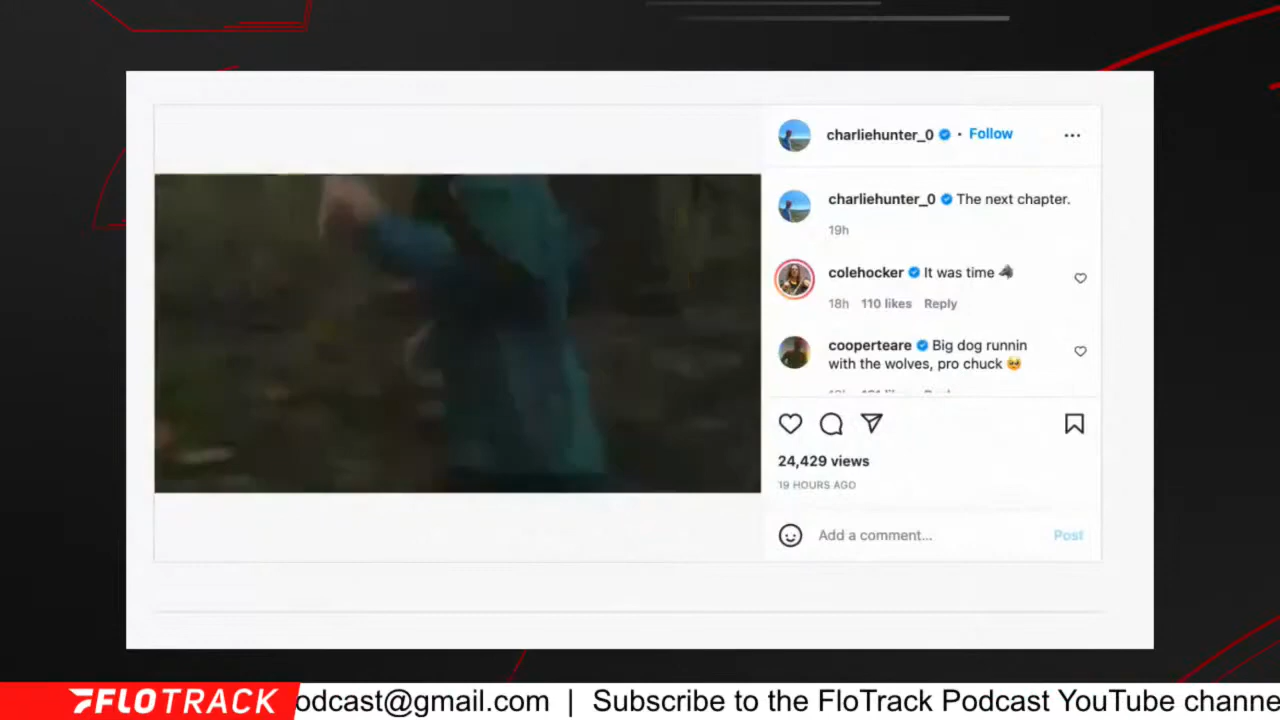 charliehunter_0 • Follow
charliehunter_0 The next chapter.
19h
colehocker It was time
18h 110 likes Reply
cooperteare Big dog runnin
with the wolves, pro chuck
24,429 views
19 HOURS AGO
Add a comment... Post
FLOTRACK odcast@gmail.com | Subscribe to the FloTrack Podcast YouTube channe